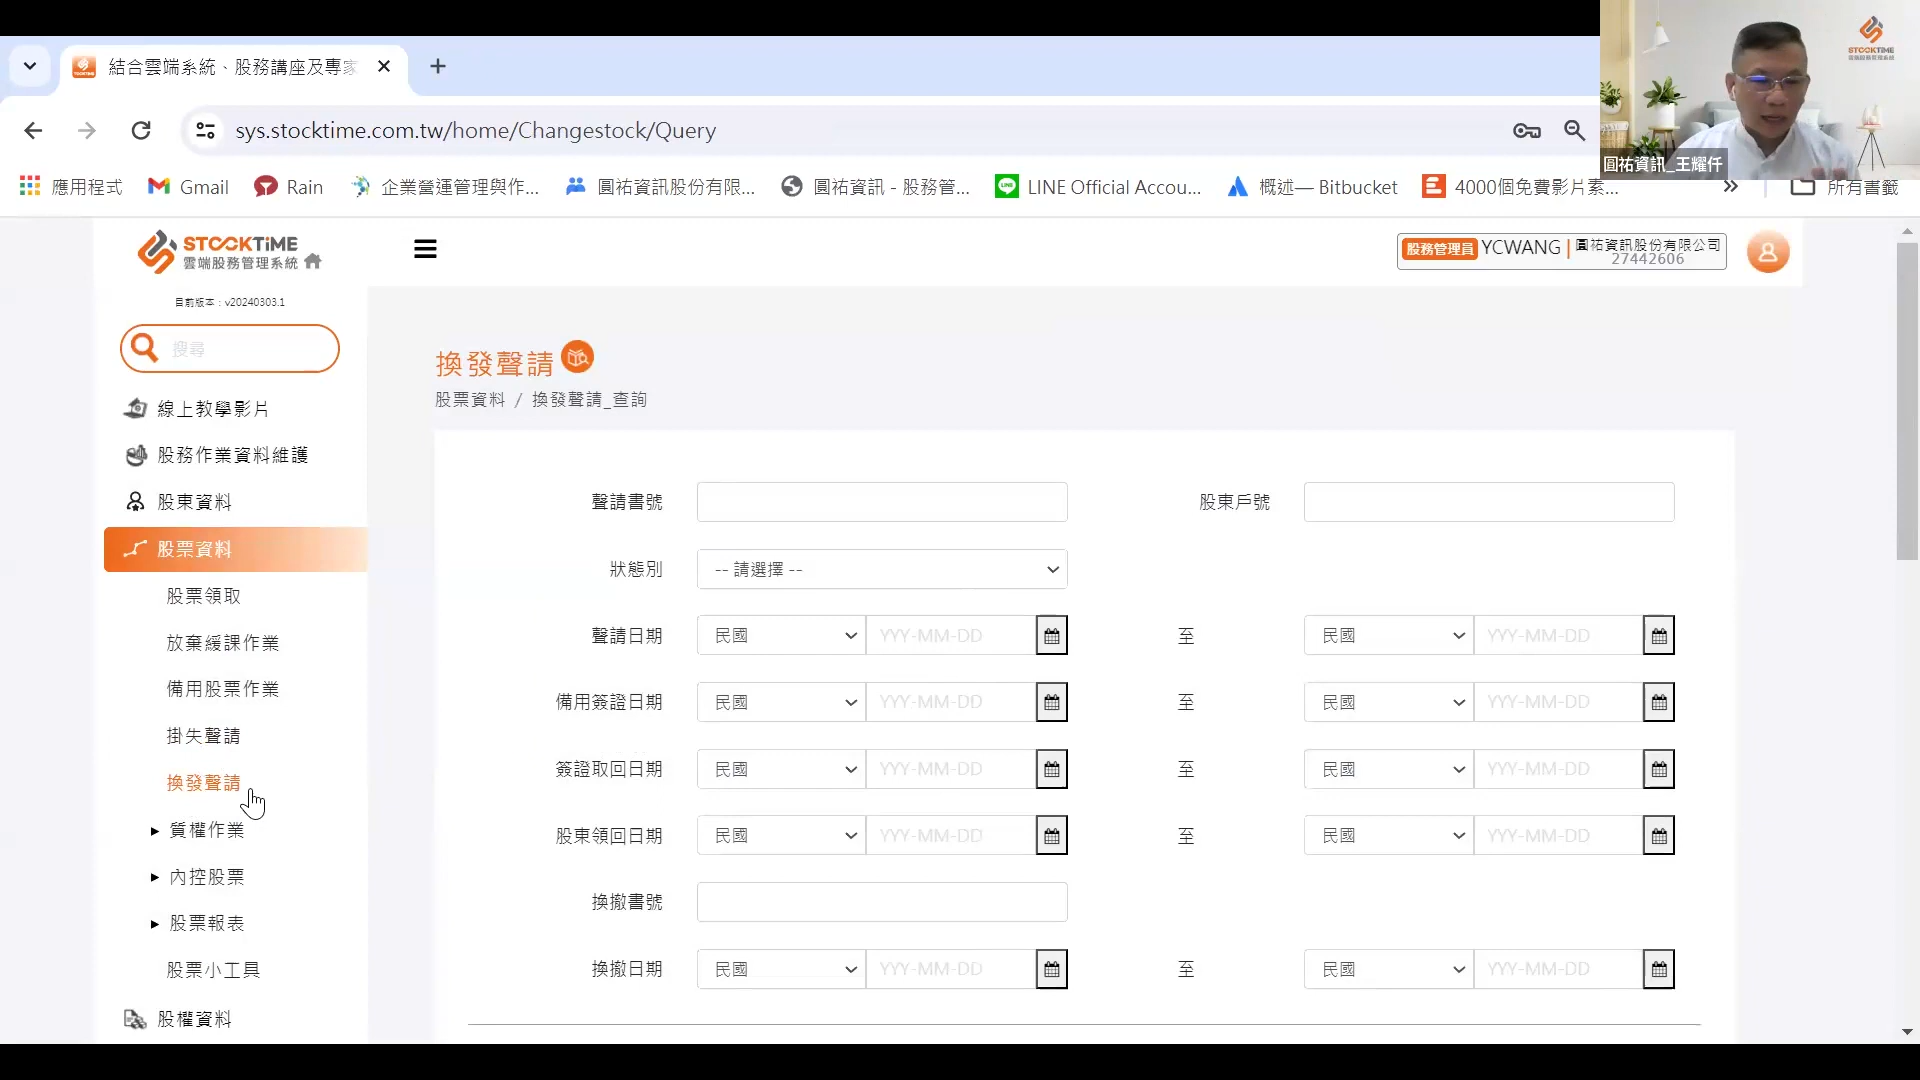 結合雲端系統、股務講座及專家
sys.stocktime.com.tw/home/Changestock/Query
應用程式
Gmail
Rain
企業營運管理與作...
圓祐資訊股份有限...
圓祐資訊 - 股務管...
LINE Official Accou...
概述— Bitbucket
4000個免費影片素...
所有書籤
STOCKTIME
圓祐資訊_王耀仟
STOCKTIME
雲端股務管理系統
股務管理員 YCWANG | 圓祐資訊股份有限公司
27442606
目前版本：v20240303.1
搜尋
線上教學影片
股務作業資料維護
股東資料
股票資料
股票領取
放棄緩課作業
備用股票作業
掛失聲請
換發聲請
質權作業
內控股票
股票報表
股票小工具
股權資料
換發聲請
股票資料 / 換發聲請_查詢
聲請書號
股東戶號
狀態別 -- 請選擇 --
聲請日期 民國 YYY-MM-DD 至 民國 YYY-MM-DD
備用簽證日期 民國 YYY-MM-DD 至 民國 YYY-MM-DD
簽證取回日期 民國 YYY-MM-DD 至 民國 YYY-MM-DD
股東領回日期 民國 YYY-MM-DD 至 民國 YYY-MM-DD
換撤書號
換撤日期 民國 YYY-MM-DD 至 民國 YYY-MM-DD